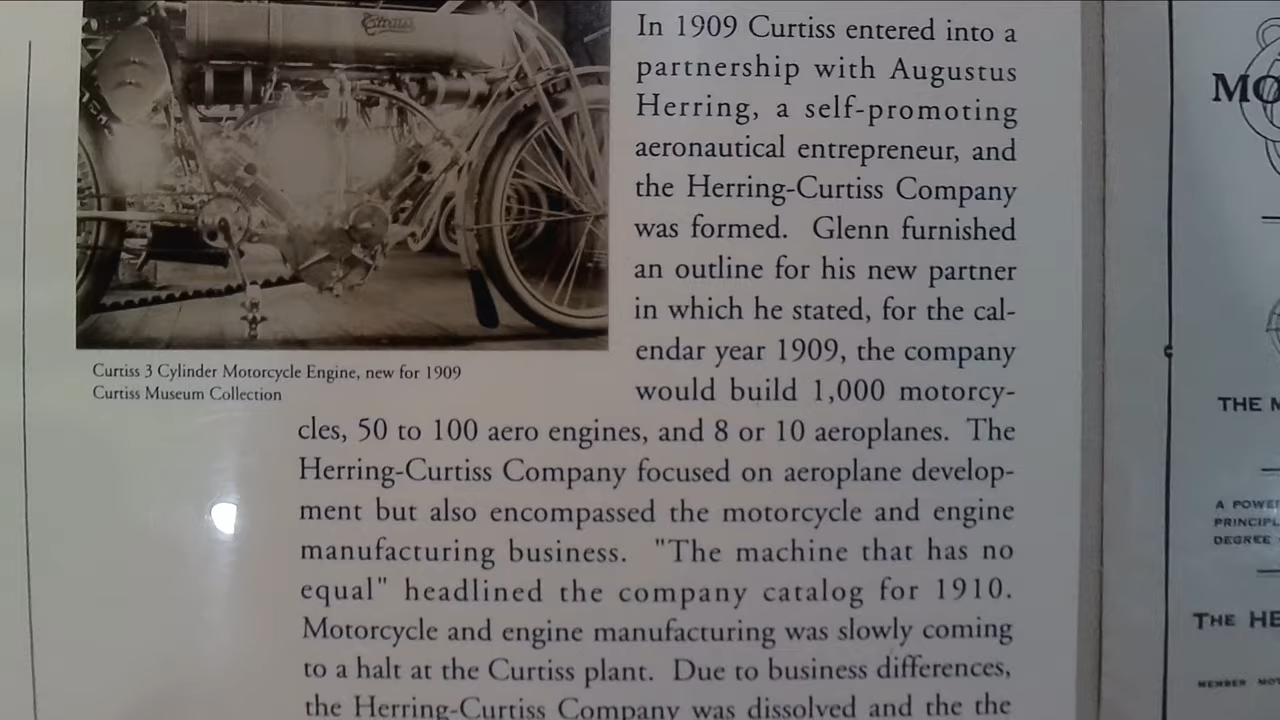 Curtiss
In 1909 Curtiss entered into a
partnership with Augustus
Herring, a self-promoting
aeronautical entrepreneur, and
the Herring-Curtiss Company
was formed. Glenn furnished
an outline for his new partner
in which he stated, for the cal-
endar year 1909, the company
would build 1,000 motorcy-
cles, 50 to 100 aero engines, and 8 or 10 aeroplanes. The
Herring-Curtiss Company focused on aeroplane develop-
ment but also encompassed the motorcycle and engine
manufacturing business. "The machine that has no
equal" headlined the company catalog for 1910.
Motorcycle and engine manufacturing was slowly coming
to a halt at the Curtiss plant. Due to business differences,
the Herring-Curtiss Company was dissolved and the the
Curtiss 3 Cylinder Motorcycle Engine, new for 1909
Curtiss Museum Collection
MO
THE M
A POWE
PRINCIPL
DEGREE
THE HE
MEMBER MOT